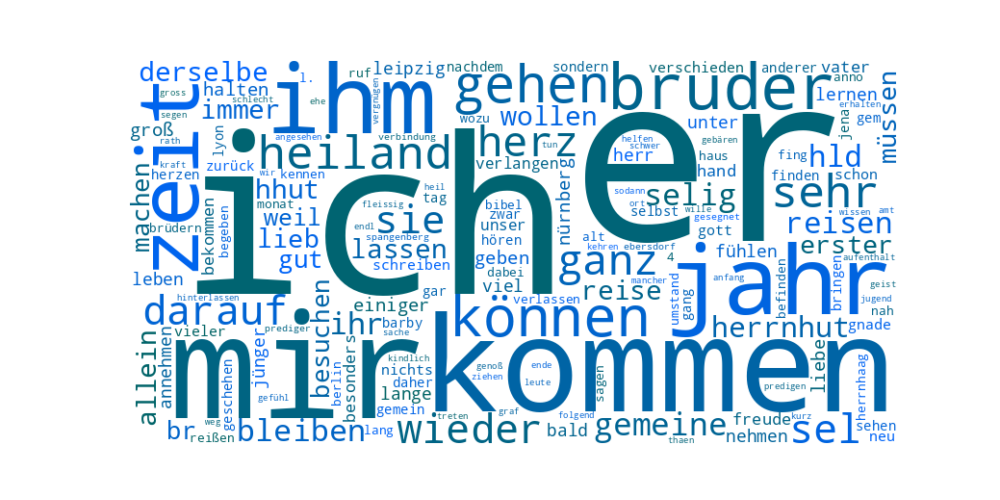 derselbe
ihm
ruf
leipzig
nachdem
sondern
verschieden
anderer
vater
gross
halten
l.
gehen
bruder
anno
schlecht
ehe
vergnugen
lernen
erhalten
segen
immer
wozu
wollen
unter
jena
gem
müssen
groß
rath
zeit
lyon
angesehen
verbindung
herz
tun
helfen
gebären
schwer
er
machen
zurück
heiland
verlangen
herr
haus
fing
hld
kraft
herzen
wir
kennen
heil
nürnberg
hand
finden
schon
hhut
ich
tag
bibel
selig
sehr
monat
fleissig
zwar
selbst
wille
gesegnet
wissen
amt
brüdern
bekommen
begeben
weil
sie
unser
sodann
ort
gott
reisen
lieb
endl
spangenberg
hören
alt
kehren
ebersdorf
fühlen
erster
gut
lassen
schreiben
geben
dabei
ganz
4
mancher
aufenthalt
leben
gar
viel
reise
umstand
gang
anfang
jahr
befinden
bringen
geist
hinterlassen
darauf
besuchen
einiger
verlassen
können
jugend
nah
ihr
barby
herrnhut
gnade
allein
annehmen
vieler
prediger
sache
mir
kommen
jünger
besonders
kindlich
nichts
genoß
ziehen
ende
liebe
herrnhaag
geschehen
berlin
daher
leute
sagen
predigen
gefühl
lange
gemein
treten
graf
folgend
freude
kurz
sehen
br
weg
reißen
bleiben
lang
wieder
bald
gemeine
thaen
nehmen
sel
neu